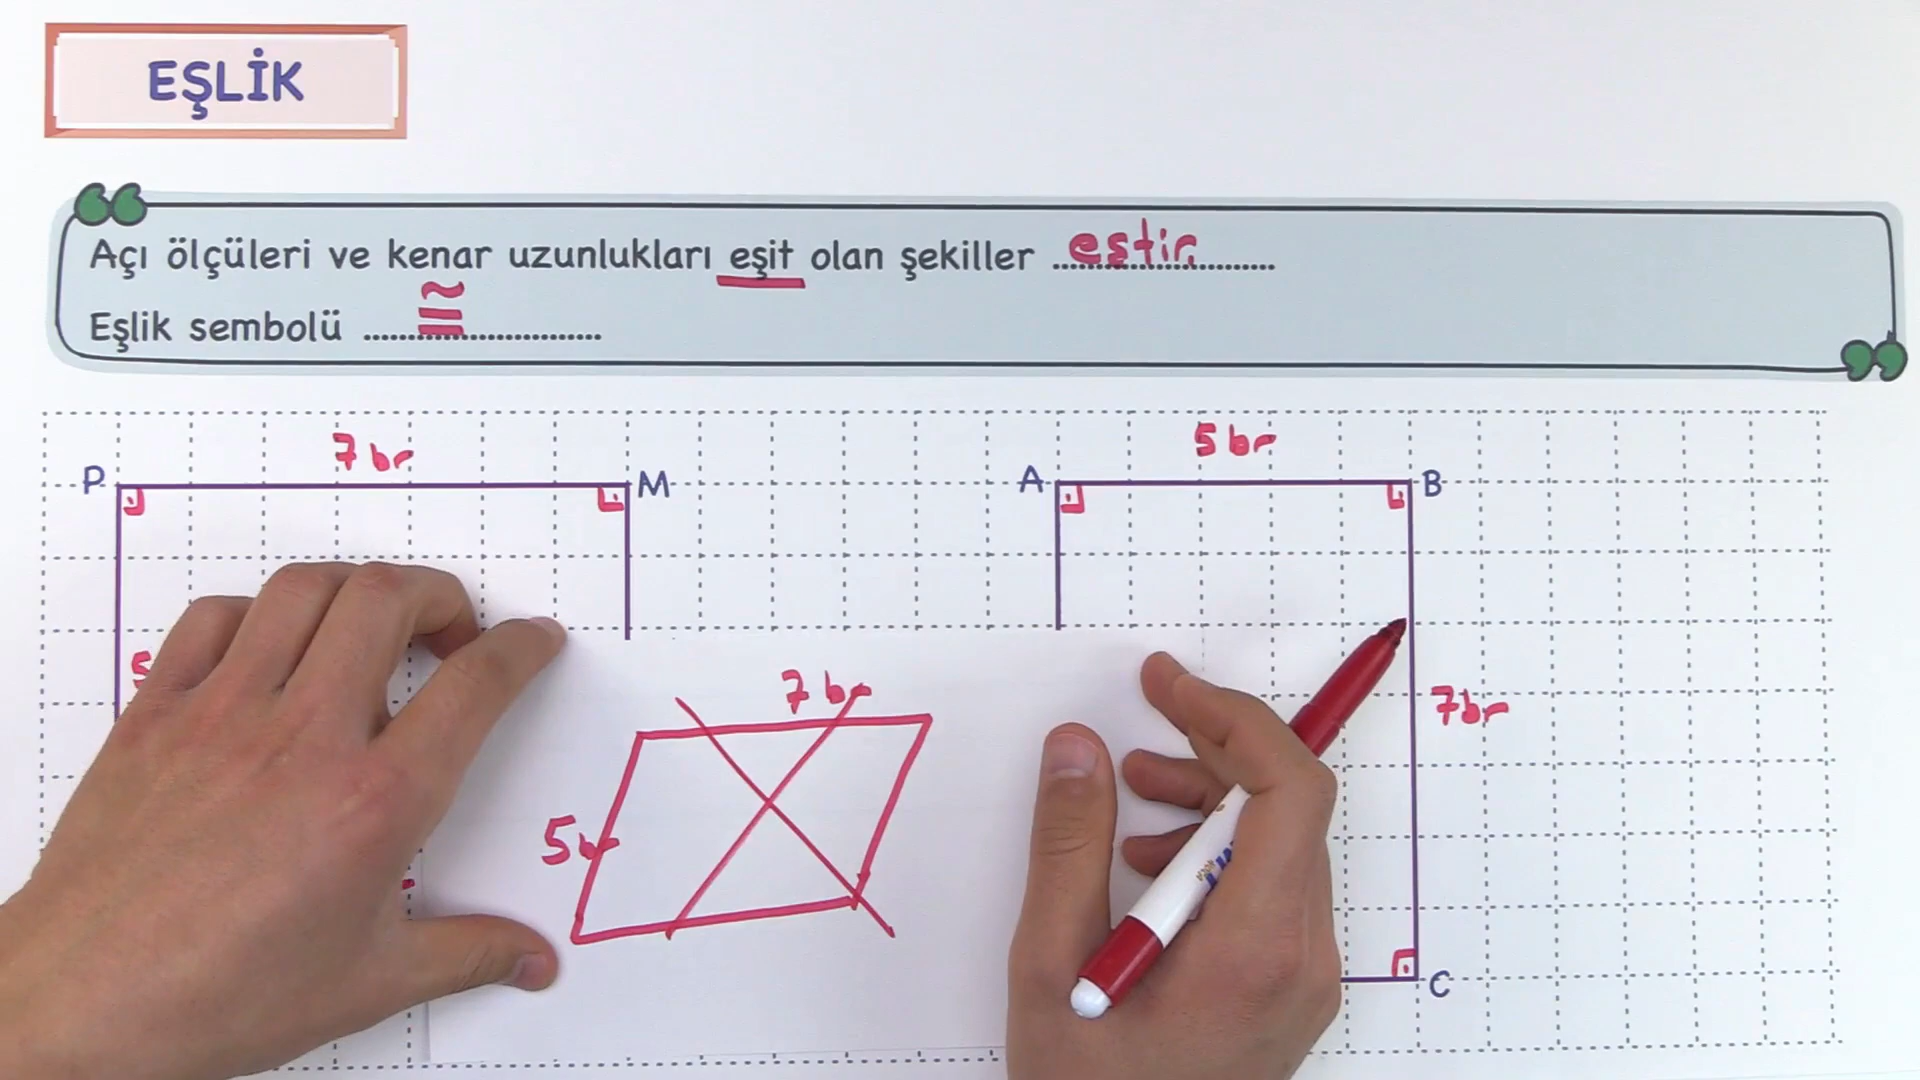 EŞLİK
Açı ölçüleri ve kenar uzunlukları eşit olan şekiller eştir.
Eşlik sembolü ≅
7 br
5 br
P
M
A
B
5
7 br
7br
5br
C